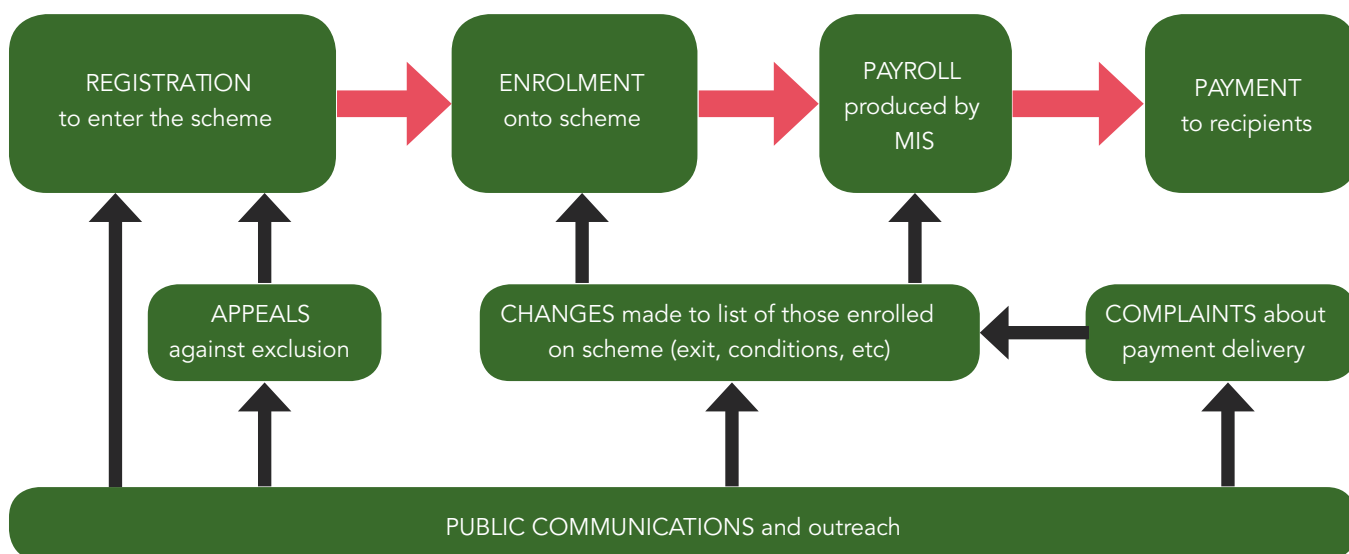 REGISTRATION
to enter the scheme
ENROLMENT
onto scheme
PAYROLL
produced by
MIS
PAYMENT
to recipients
APPEALS
against exclusion
CHANGES made to list of those enrolled
on scheme (exit, conditions, etc)
COMPLAINTS about
payment delivery
PUBLIC COMMUNICATIONS and outreach